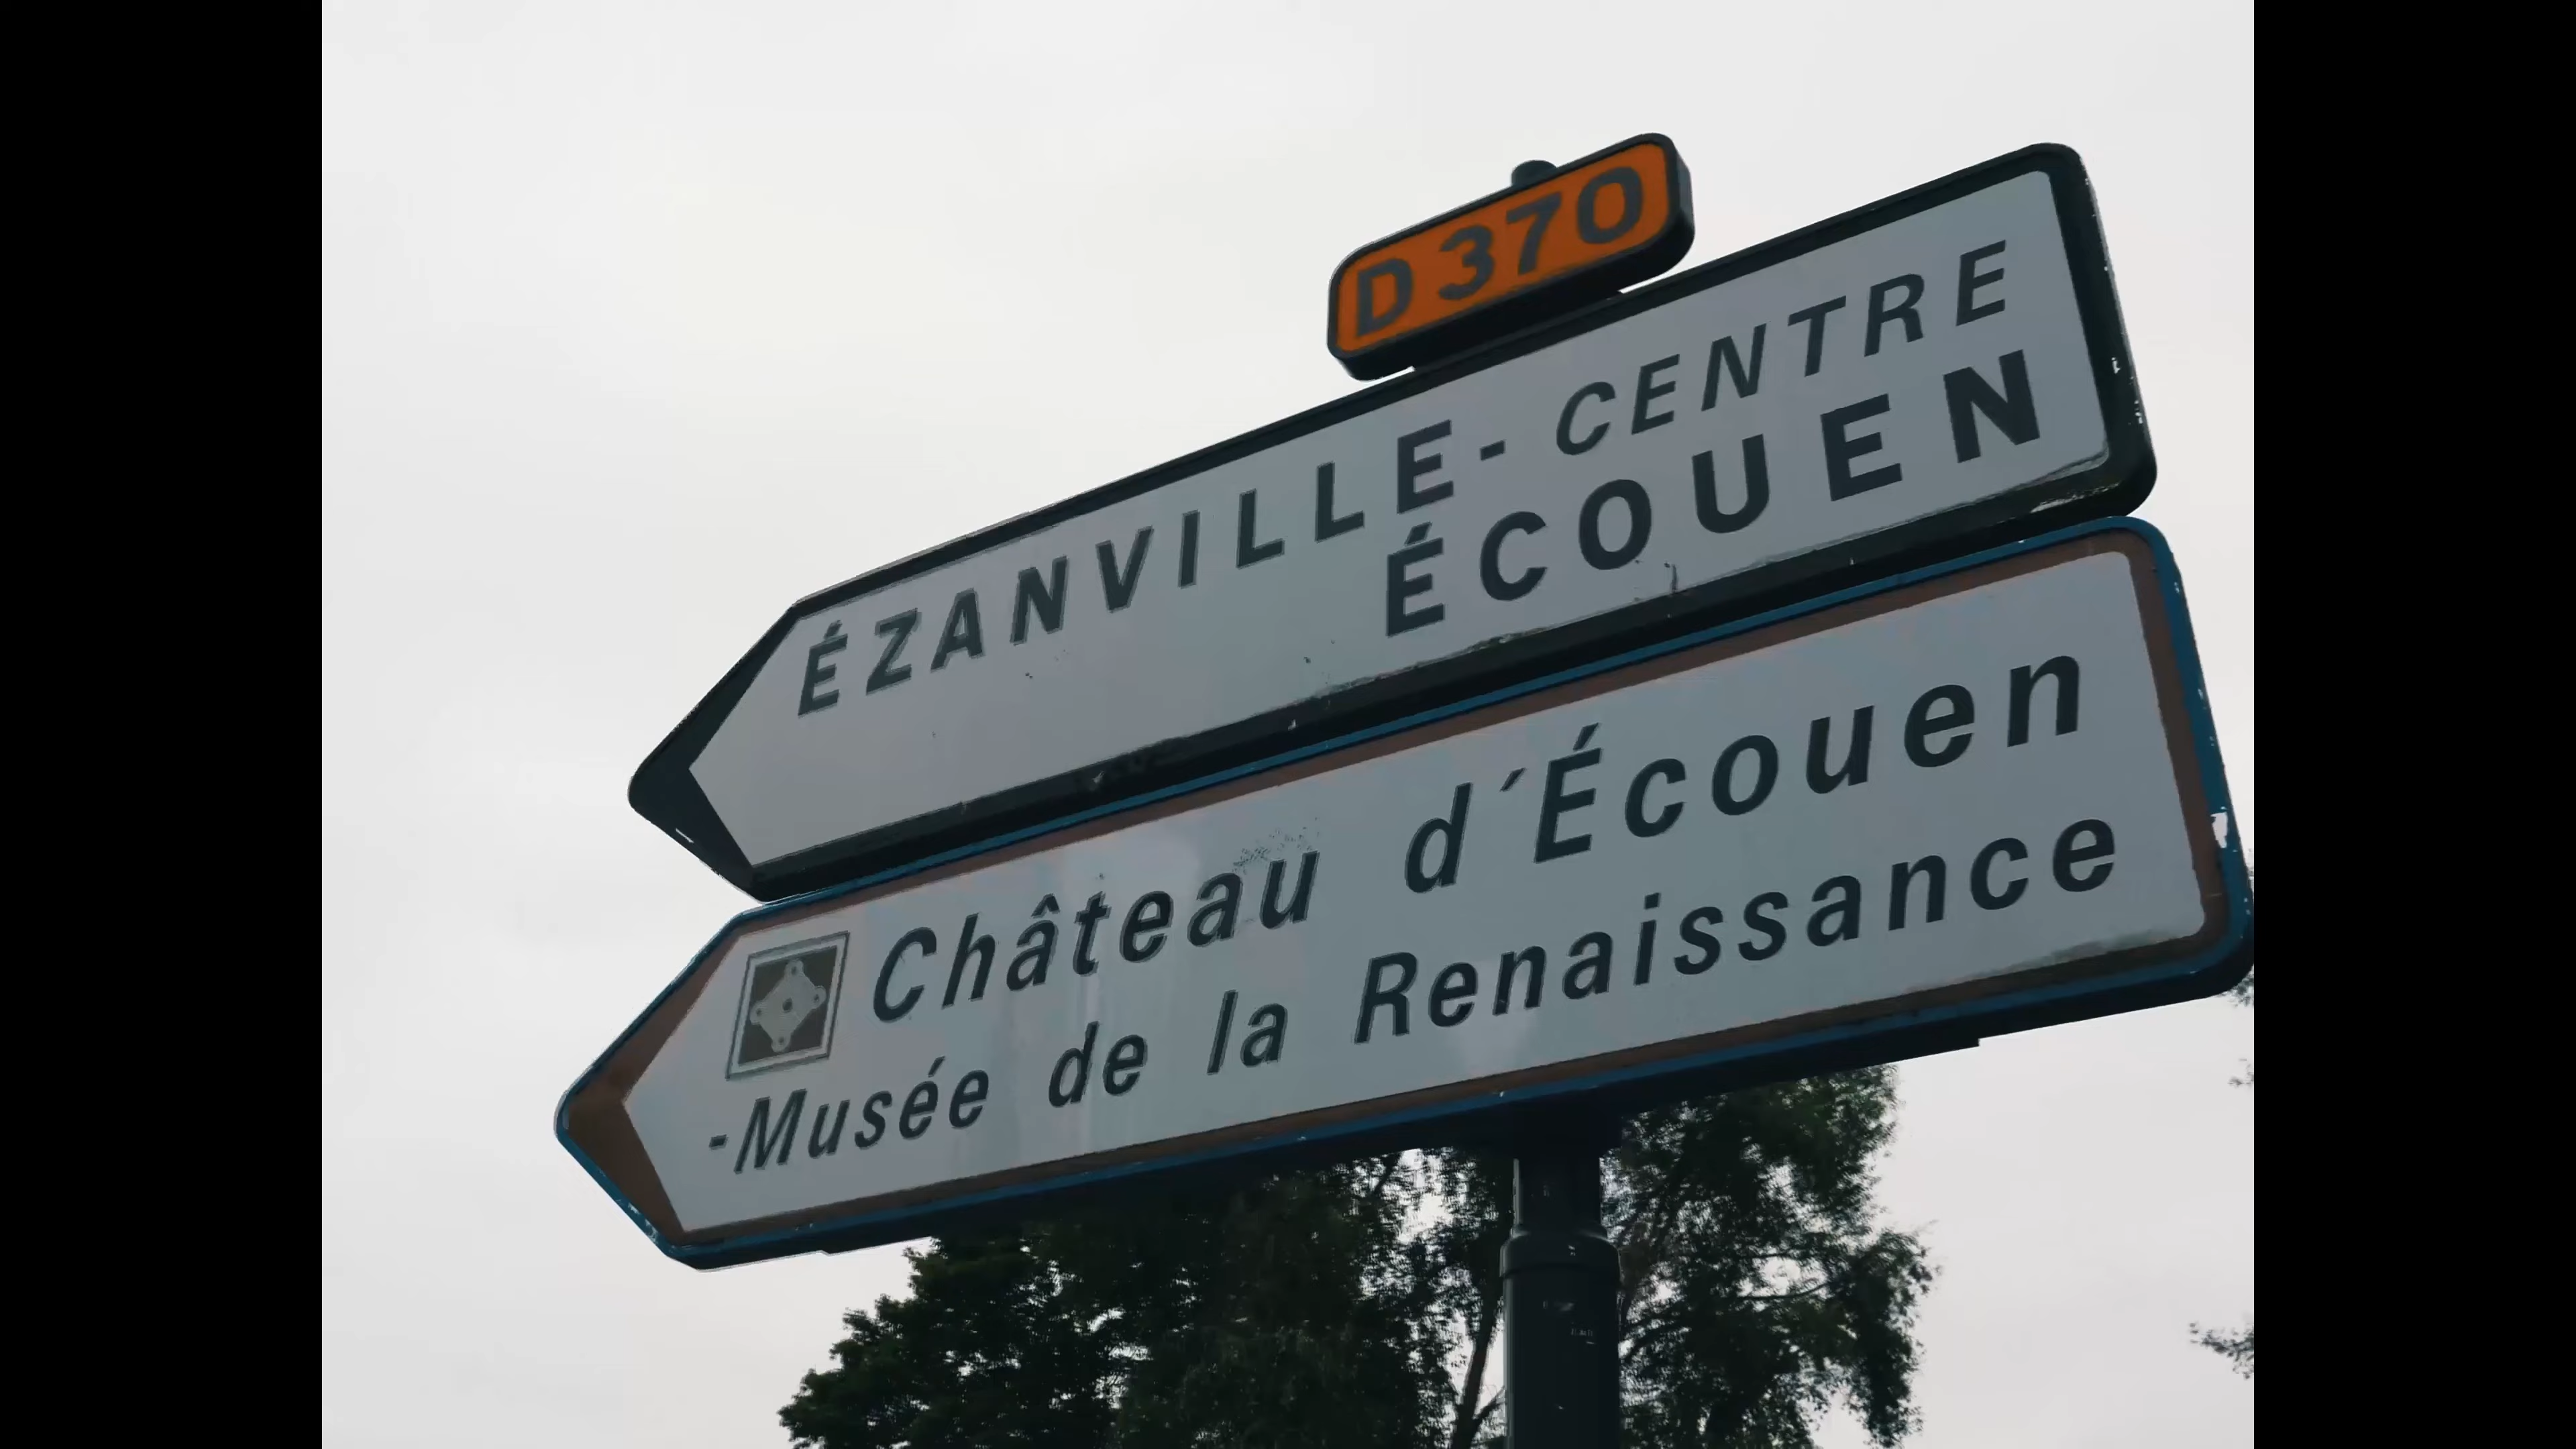 D 370
ÉZANVILLE - CENTRE
ÉCOUEN
Château d'Écouen
-Musée de la Renaissance